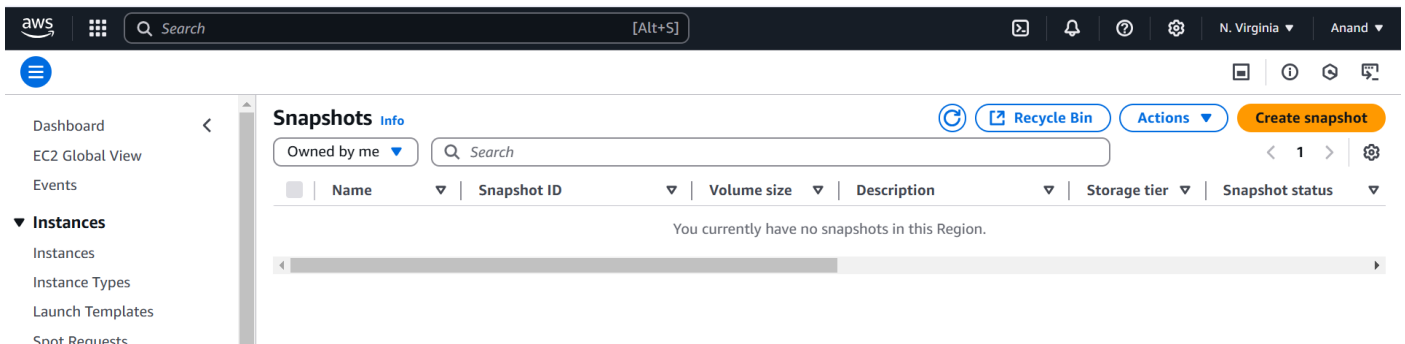 aws
Search [Alt+S]
N. Virginia
Anand
Dashboard
EC2 Global View
Events
Instances
Instances
Instance Types
Launch Templates
Spot Requests
Snapshots Info
Recycle Bin
Actions
Create snapshot
Owned by me
Search
1
Name Snapshot ID Volume size Description Storage tier Snapshot status
You currently have no snapshots in this Region.